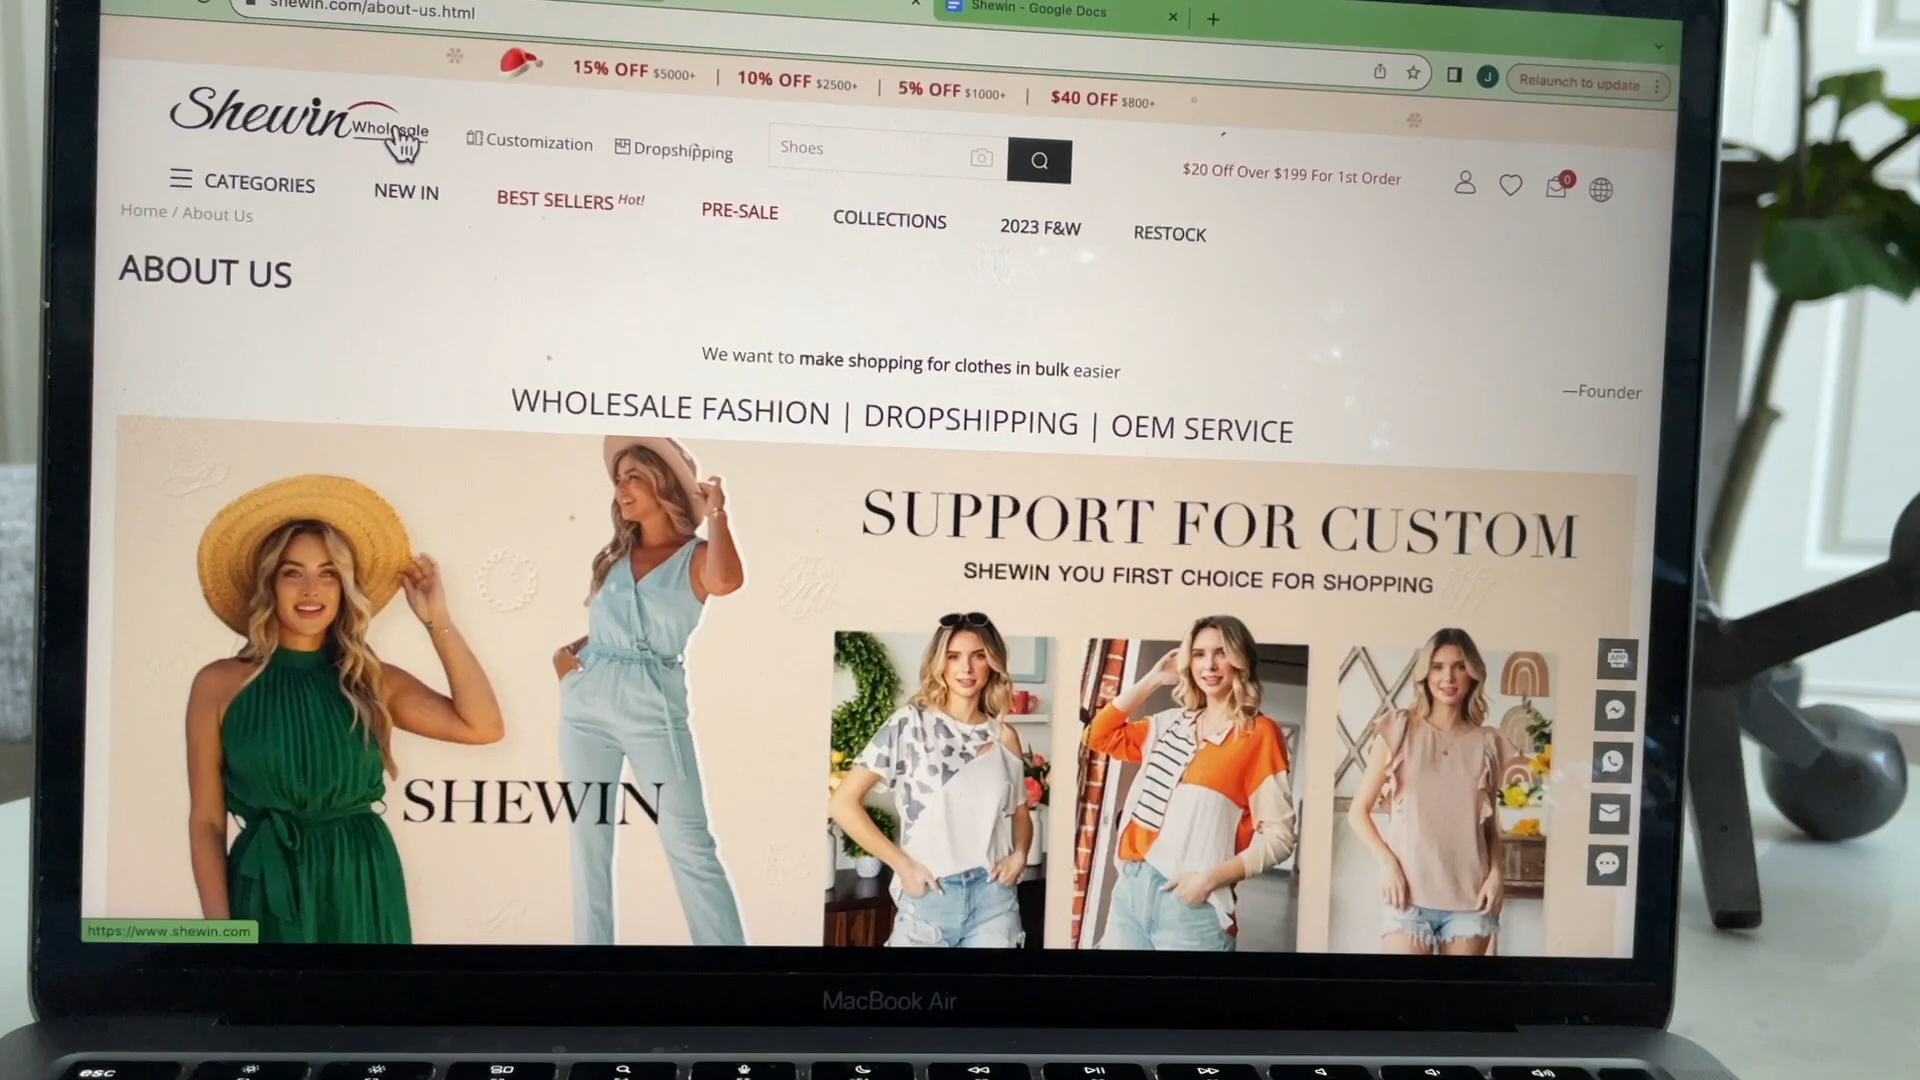 shewin.com/about-us.html
Shewin - Google Docs
Relaunch to update
J
15% OFF $5000+ | 10% OFF $2500+ | 5% OFF $1000+ | $40 OFF $800+
Shewin Wholesale
Customization
Dropshipping
Shoes
$20 Off Over $199 For 1st Order
0
CATEGORIES
NEW IN
BEST SELLERS Hot!
PRE-SALE
COLLECTIONS
2023 F&W
RESTOCK
Home / About Us
ABOUT US
We want to make shopping for clothes in bulk easier
—Founder
WHOLESALE FASHION | DROPSHIPPING | OEM SERVICE
SUPPORT FOR CUSTOM
SHEWIN YOU FIRST CHOICE FOR SHOPPING
SHEWIN
APP
https://www.shewin.com
MacBook Air
esc